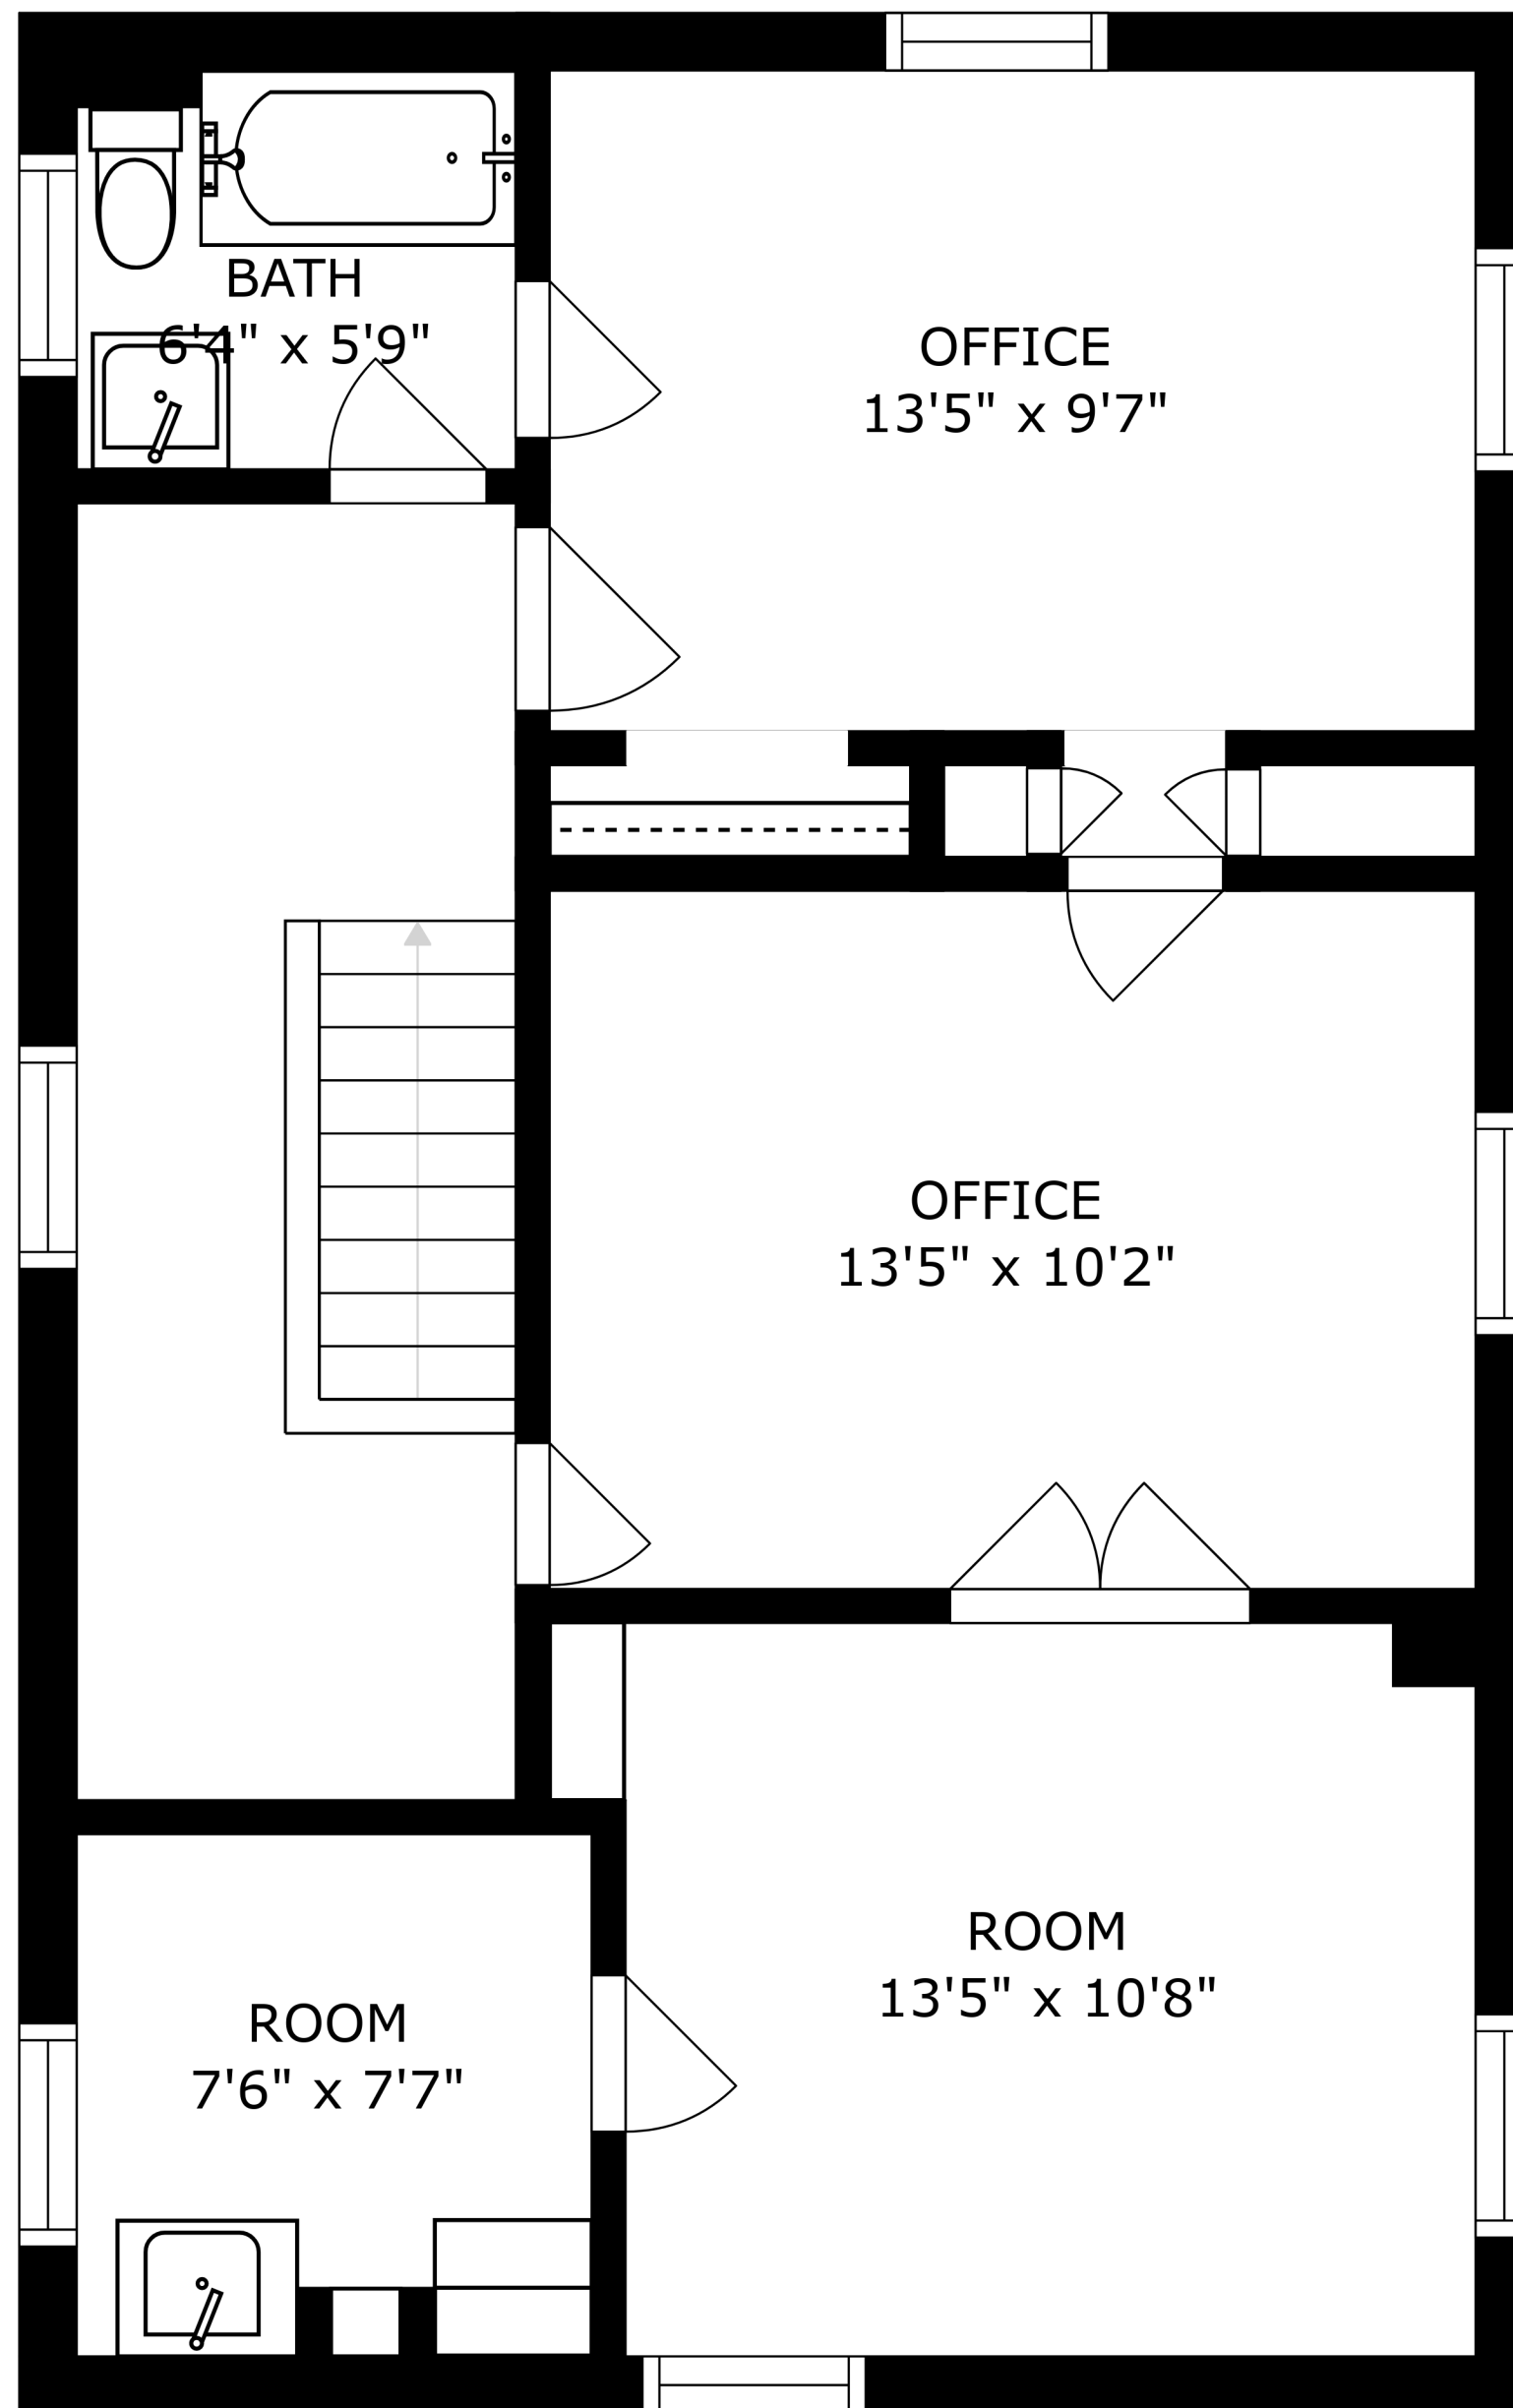 BATH
6'4" x 5'9"
OFFICE
13'5" x 9'7"
OFFICE
13'5" x 10'2"
ROOM
13'5" x 10'8"
ROOM
7'6" x 7'7"